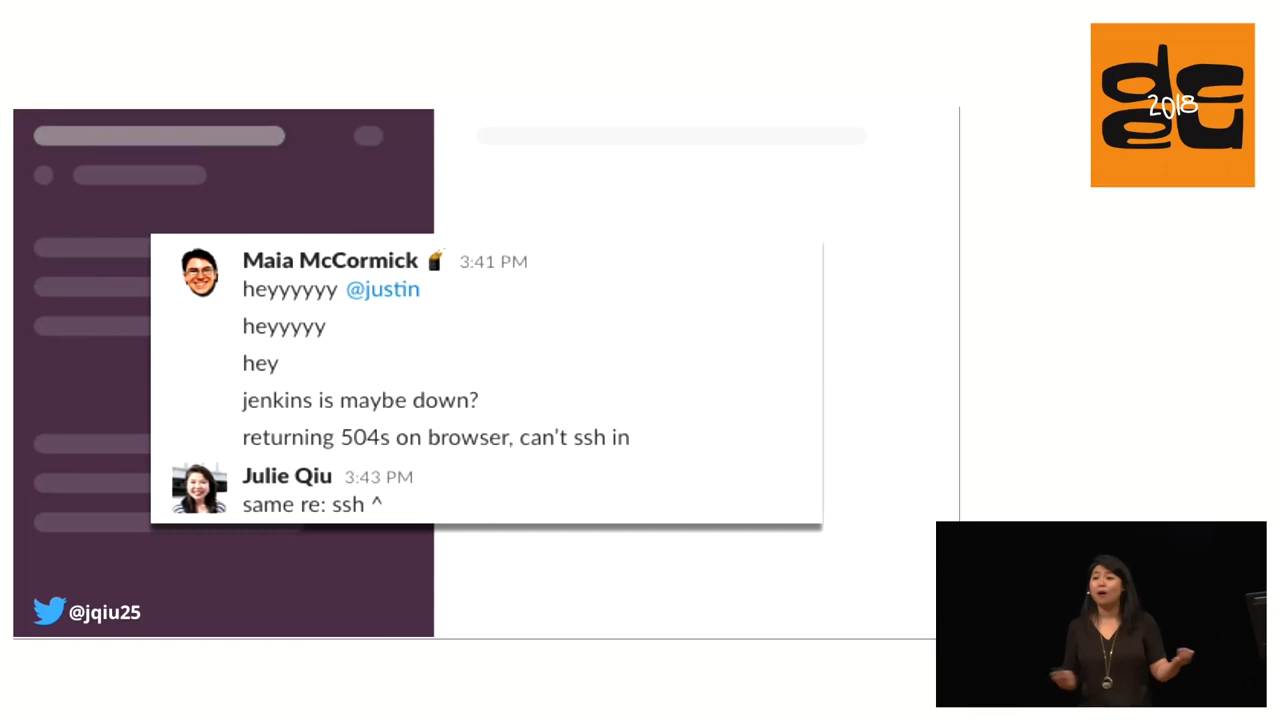 2018
Maia McCormick 3:41 PM
heyyyyyy @justin
heyyyyy
hey
jenkins is maybe down?
returning 504s on browser, can't ssh in
Julie Qiu 3:43 PM
same re: ssh ^
@jqiu25